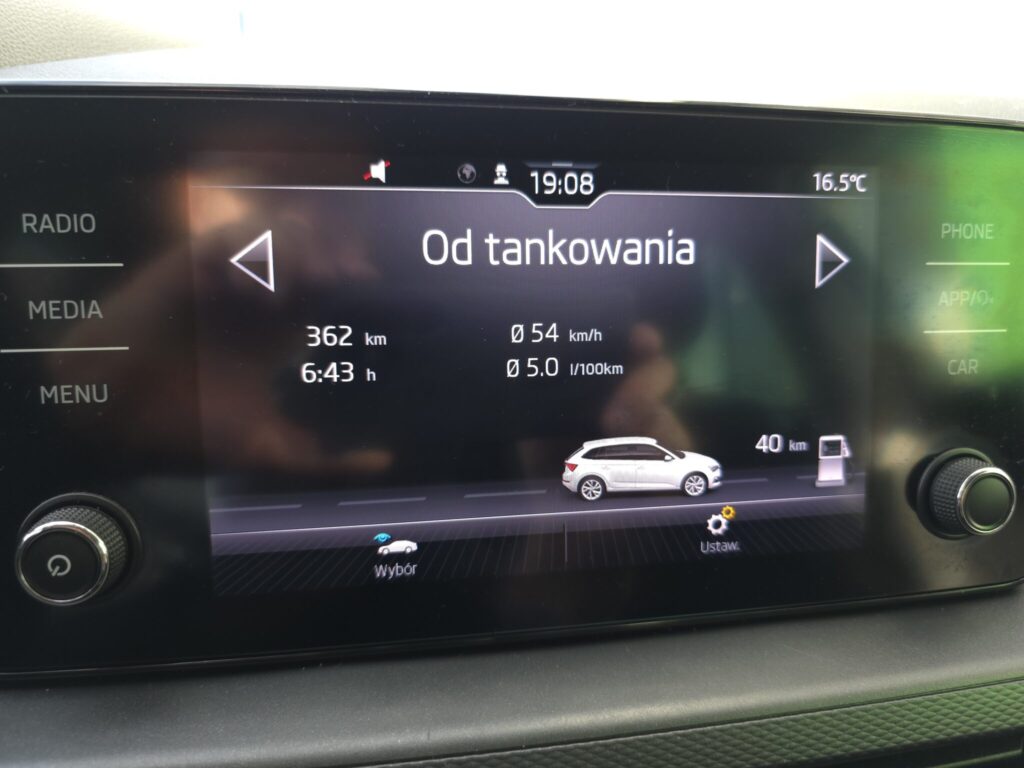 19:08
16.5°C
RADIO
MEDIA
MENU
Od tankowania
362 km
6:43 h
Ø 54 km/h
Ø 5.0 l/100km
40 km
Wybór
Ustaw.
PHONE
APP/
CAR